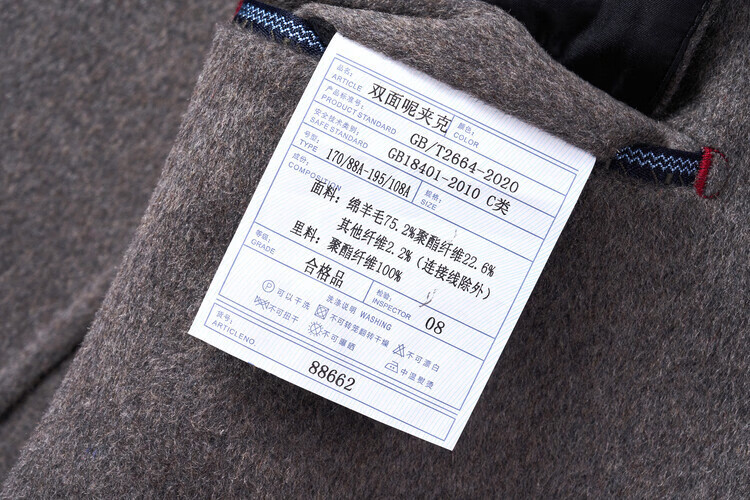 品名: ARTICLE 双面呢夹克 颜色: COLOR
产品标准号: PRODUCT STANDARD GB/T2664-2020
安全技术类别: SAFE STANDARD GB18401-2010 C类
号型: TYPE 170/88A-195/108A 规格: SIZE
成份: COMPOSITION
面料: 绵羊毛75.2%聚酯纤维22.6%
其他纤维2.2%(连接线除外)
里料: 聚酯纤维100%
等级: GRADE 合格品 检验: INSPECTOR 08
洗涤说明 WASHING
P 可以干洗 不可转笼翻转干燥 不可漂白
不可拧干 不可曝晒 中温熨烫
货号: ARTICLENO. 88662